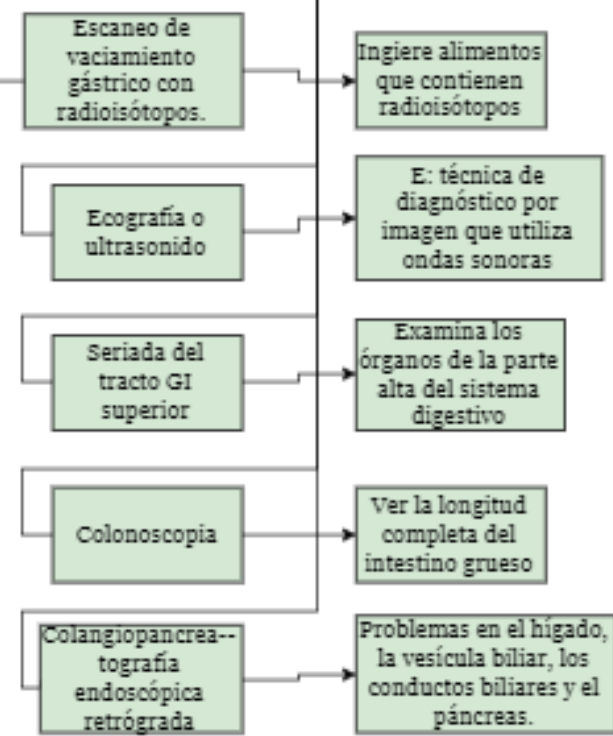 Escaneo de
vaciamiento
gástrico con
radioisótopos.
Ingiere alimentos
que contienen
radioisótopos
Ecografía o
ultrasonido
E: técnica de
diagnóstico por
imagen que utiliza
ondas sonoras
Seriada del
tracto GI
superior
Examina los
órganos de la parte
alta del sistema
digestivo
Colonoscopia
Ver la longitud
completa del
intestino grueso
Colangiopancrea--
tografía
endoscópica
retrógrada
Problemas en el hígado,
la vesícula biliar, los
conductos biliares y el
páncreas.